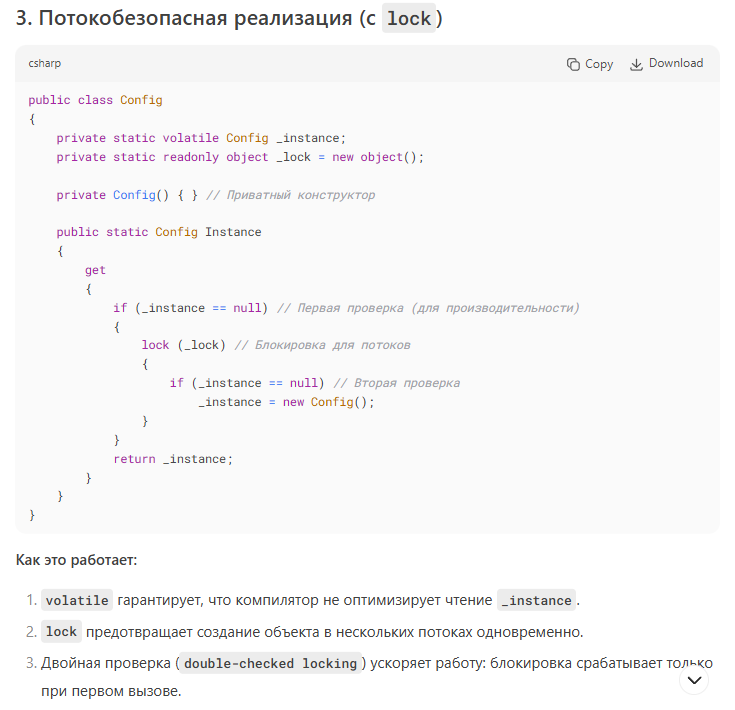 3. Потокобезопасная реализация (с lock)
csharp
Copy
Download
public class Config
{
    private static volatile Config _instance;
    private static readonly object _lock = new object();

    private Config() { } // Приватный конструктор

    public static Config Instance
    {
        get
        {
            if (_instance == null) // Первая проверка (для производительности)
            {
                lock (_lock) // Блокировка для потоков
                {
                    if (_instance == null) // Вторая проверка
                        _instance = new Config();
                }
            }
            return _instance;
        }
    }
}
Как это работает:
1. volatile гарантирует, что компилятор не оптимизирует чтение _instance.
2. lock предотвращает создание объекта в нескольких потоках одновременно.
3. Двойная проверка (double-checked locking) ускоряет работу: блокировка срабатывает только
при первом вызове.